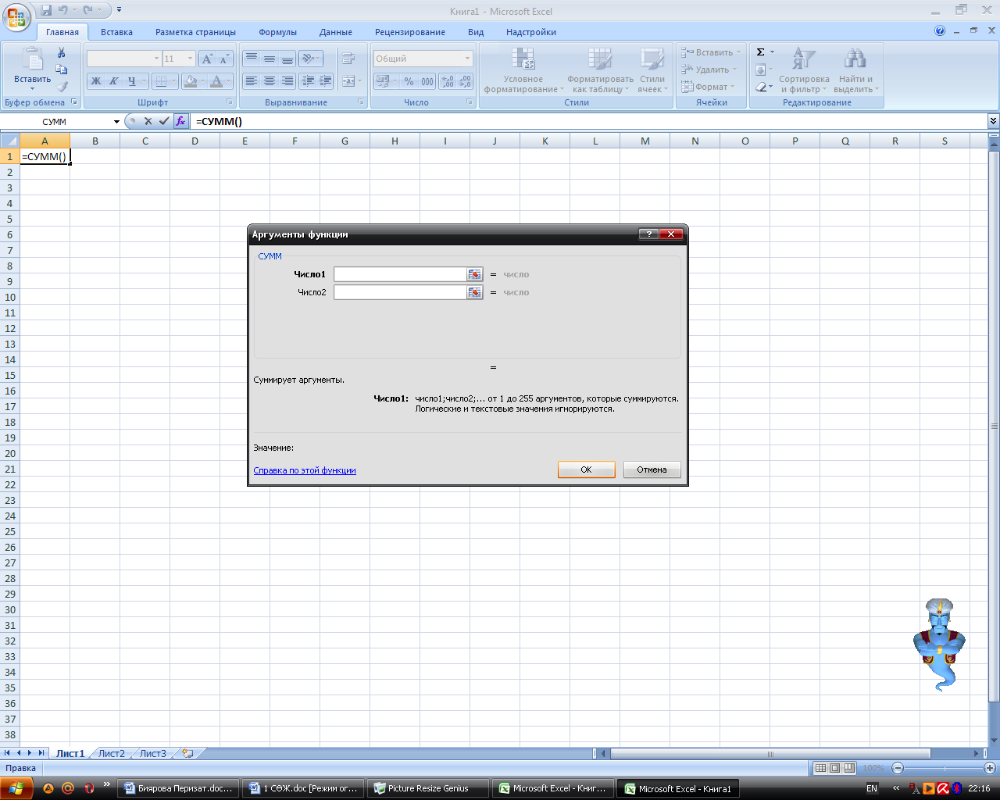 Книга1 - Microsoft Excel
Главная Вставка Разметка страницы Формулы Данные Рецензирование Вид Надстройки
Вставить
Буфер обмена
11
Ж К Ч
Шрифт
Выравнивание
Общий
% 000
Число
Условное форматирование
Форматировать как таблицу
Стили ячеек
Стили
Вставить
Удалить
Формат
Ячейки
Σ
Сортировка и фильтр
Найти и выделить
Редактирование
СУММ fx =СУММ()
A B C D E F G H I J K L M N O P Q R S
1 =СУММ()
2
3
4
5
6
7
8
9
10
11
12
13
14
15
16
17
18
19
20
21
22
23
24
25
26
27
28
29
30
31
32
33
34
35
36
37
38
Аргументы функции
СУММ
Число1 = число
Число2 = число
=
Суммирует аргументы.
Число1: число1;число2;... от 1 до 255 аргументов, которые суммируются.
Логические и текстовые значения игнорируются.
Значение:
Справка по этой функции
ОК Отмена
Лист1 Лист2 Лист3
Правка 100%
Биярова Перизат.doc... 1 СӨЖ.doc [Режим ог... Picture Resize Genius Microsoft Excel - Книг... Microsoft Excel - Книга1 EN 22:16